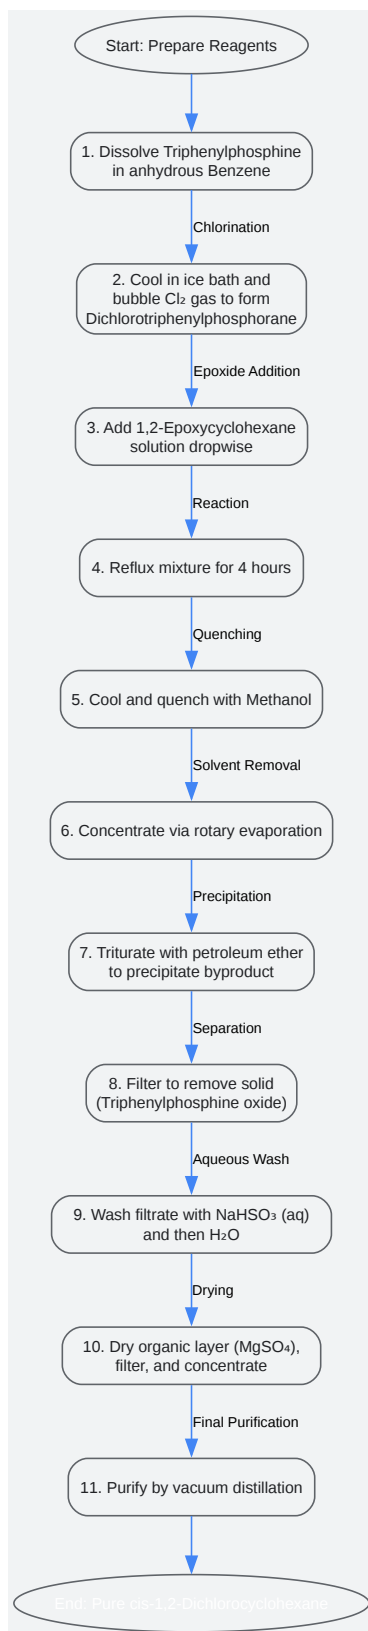 Start: Prepare Reagents
1. Dissolve Triphenylphosphine
in anhydrous Benzene
Chlorination
2. Cool in ice bath and
bubble Cl₂ gas to form
Dichlorotriphenylphosphorane
Epoxide Addition
3. Add 1,2-Epoxycyclohexane
solution dropwise
Reaction
4. Reflux mixture for 4 hours
Quenching
5. Cool and quench with Methanol
Solvent Removal
6. Concentrate via rotary evaporation
Precipitation
7. Triturate with petroleum ether
to precipitate byproduct
Separation
8. Filter to remove solid
(Triphenylphosphine oxide)
Aqueous Wash
9. Wash filtrate with NaHSO₃ (aq)
and then H₂O
Drying
10. Dry organic layer (MgSO₄),
filter, and concentrate
Final Purification
11. Purify by vacuum distillation
End: Pure cis-1,2-Dichlorocyclohexane